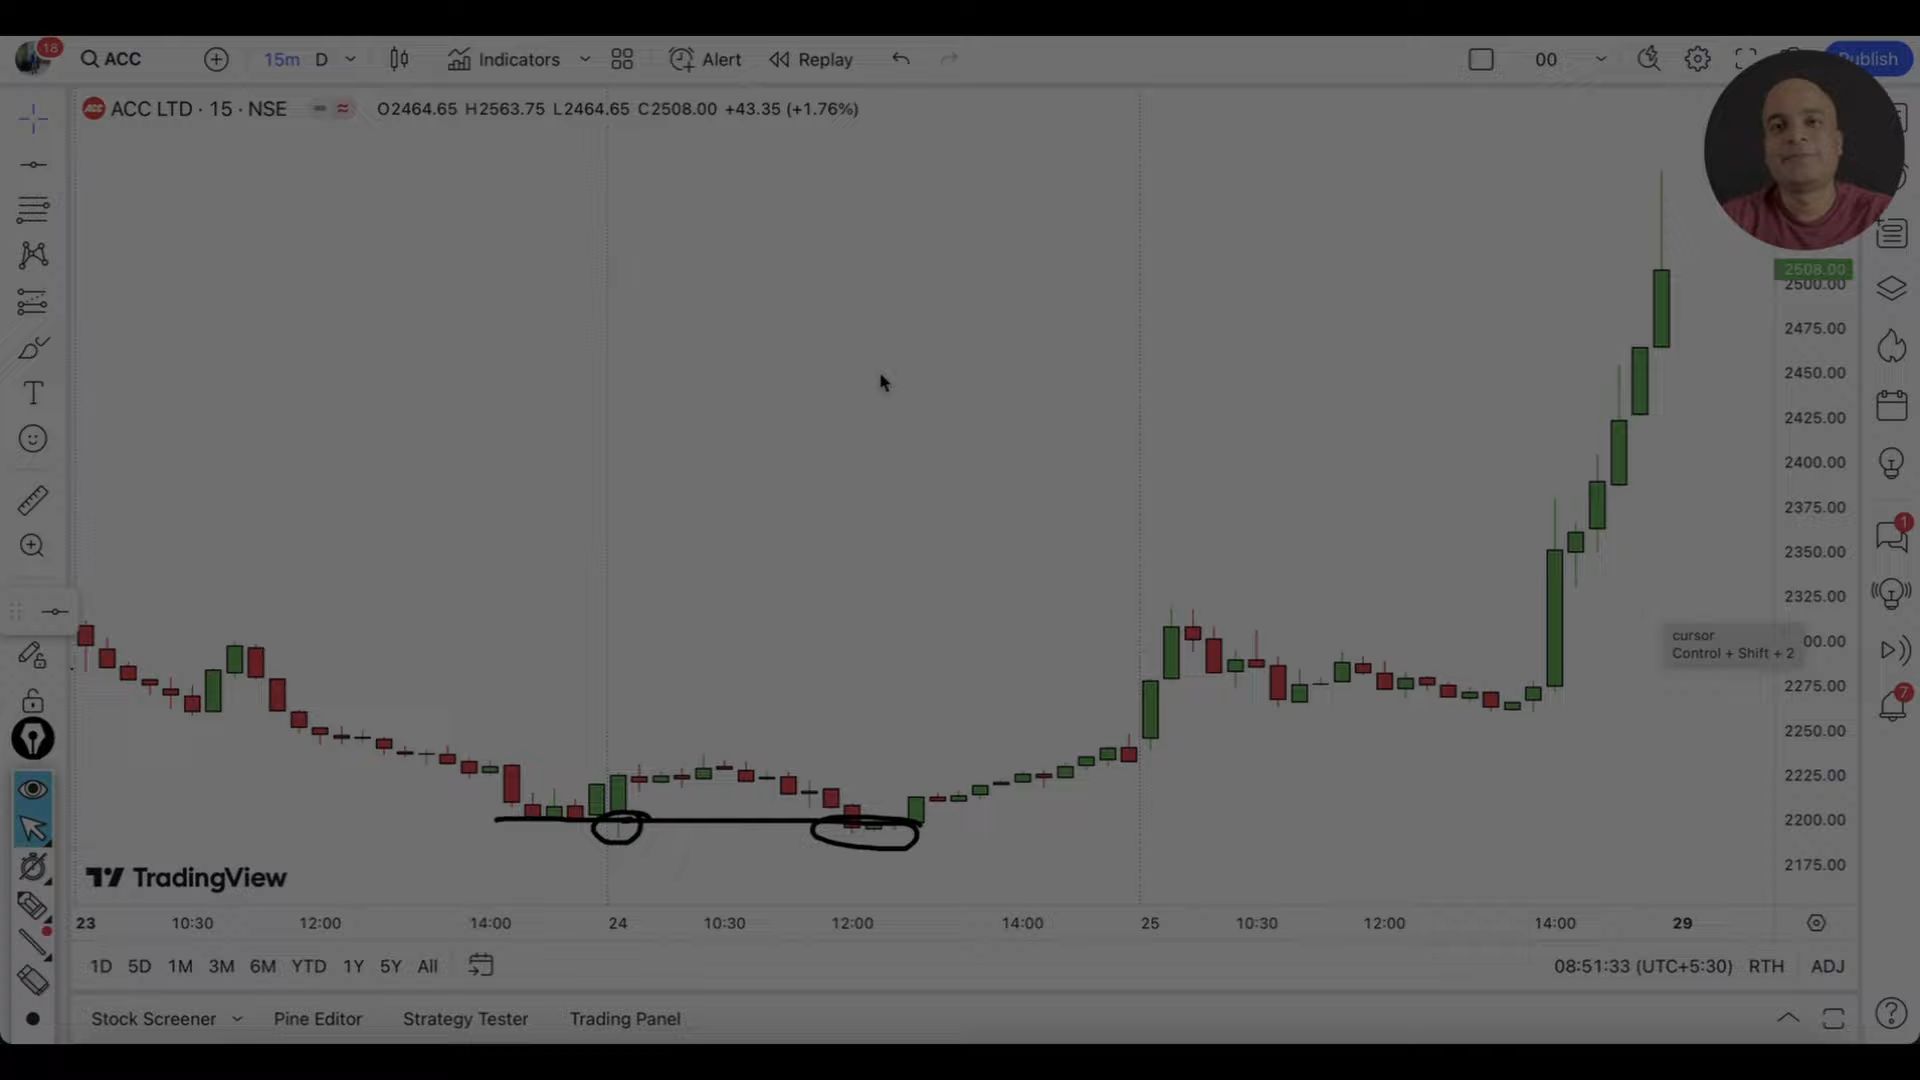 18
ACC
15m
D
Indicators
Alert
Replay
00
Publish
ACC LTD · 15 · NSE
O2464.65 H2563.75 L2464.65 C2508.00 +43.35 (+1.76%)
2508.00
2500.00
2475.00
2450.00
2425.00
2400.00
2375.00
2350.00
2325.00
00.00
2275.00
2250.00
2225.00
2200.00
2175.00
cursor
Control + Shift + 2
1
7
TradingView
23 10:30 12:00 14:00 24 10:30 12:00 14:00 25 10:30 12:00 14:00 29
1D 5D 1M 3M 6M YTD 1Y 5Y All
08:51:33 (UTC+5:30) RTH ADJ
Stock Screener Pine Editor Strategy Tester Trading Panel